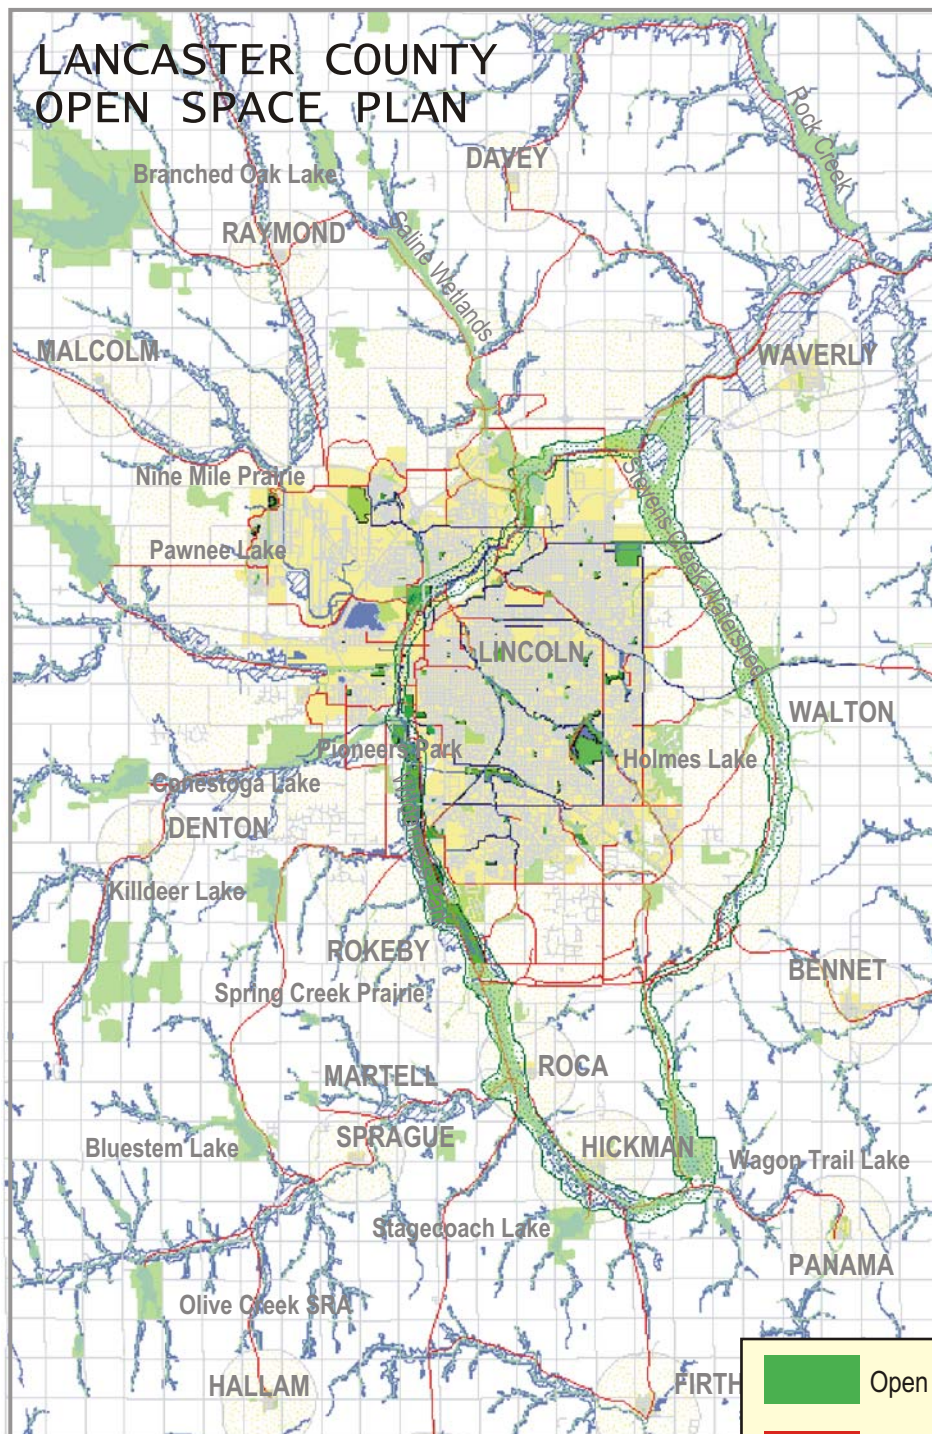 LANCASTER COUNTY
OPEN SPACE PLAN
Rock Creek
DAVEY
Branched Oak Lake
RAYMOND
Saline Wetlands
MALCOLM
WAVERLY
Nine Mile Prairie
Stevens Creek Watershed
Pawnee Lake
LINCOLN
WALTON
Pioneers Park
Holmes Lake
Conestoga Lake
DENTON
Killdeer Lake
ROKEBY
BENNET
Spring Creek Prairie
ROCA
MARTELL
SPRAGUE
HICKMAN
Bluestem Lake
Wagon Trail Lake
Stagecoach Lake
PANAMA
Olive Creek SRA
HALLAM
FIRTH
Open